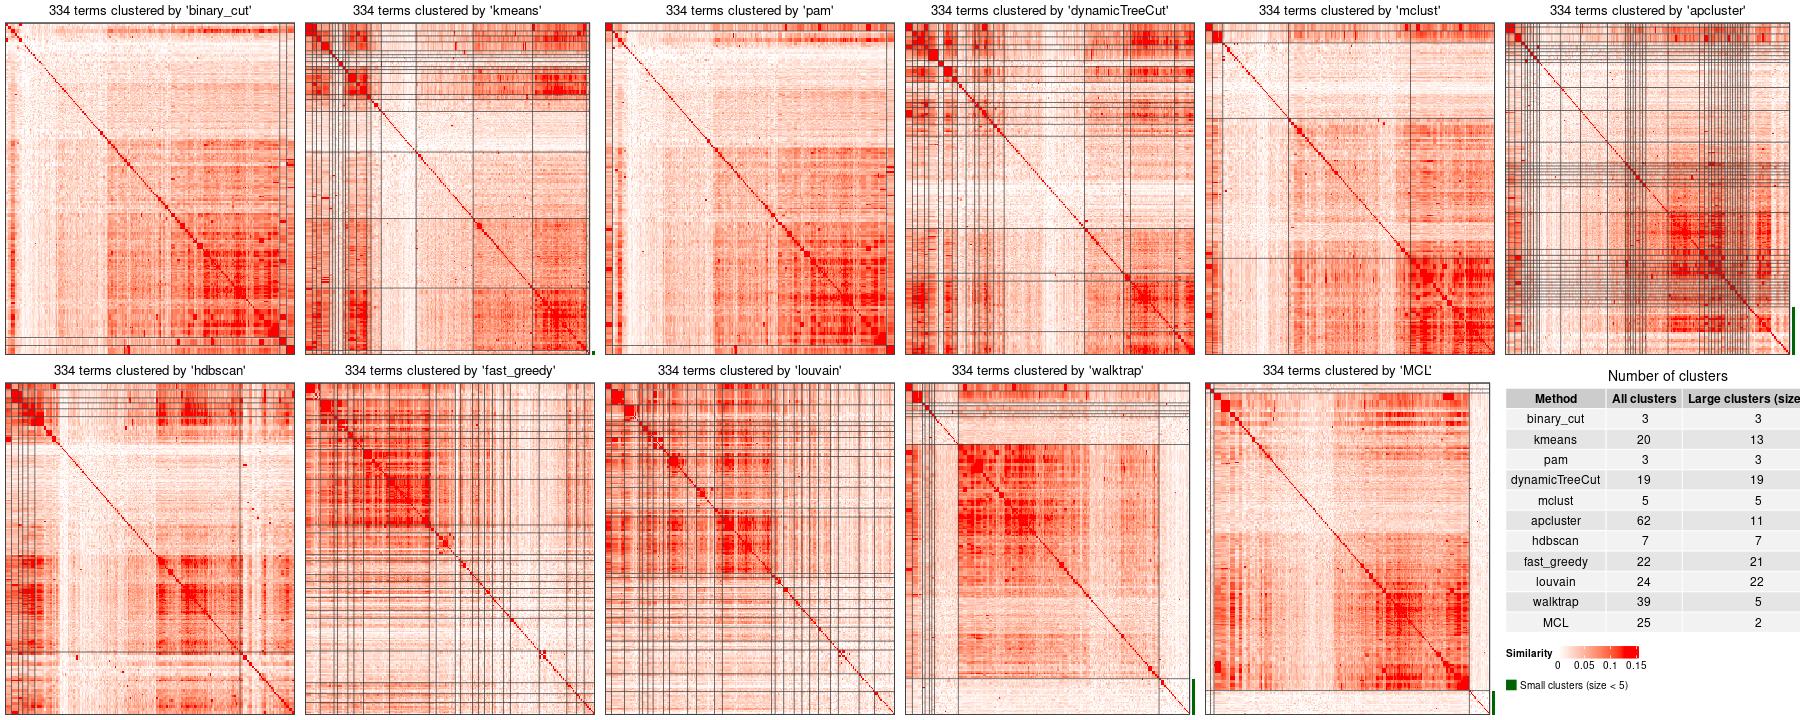 334 terms clustered by 'binary_cut'
334 terms clustered by 'kmeans'
334 terms clustered by 'pam'
334 terms clustered by 'dynamicTreeCut'
334 terms clustered by 'mclust'
334 terms clustered by 'apcluster'
334 terms clustered by 'hdbscan'
334 terms clustered by 'fast_greedy'
334 terms clustered by 'louvain'
334 terms clustered by 'walktrap'
334 terms clustered by 'MCL'
Number of clusters
Method All clusters Large clusters (size
binary_cut 3 3
kmeans 20 13
pam 3 3
dynamicTreeCut 19 19
mclust 5 5
apcluster 62 11
hdbscan 7 7
fast_greedy 22 21
louvain 24 22
walktrap 39 5
MCL 25 2
Similarity
0 0.05 0.1 0.15
Small clusters (size < 5)